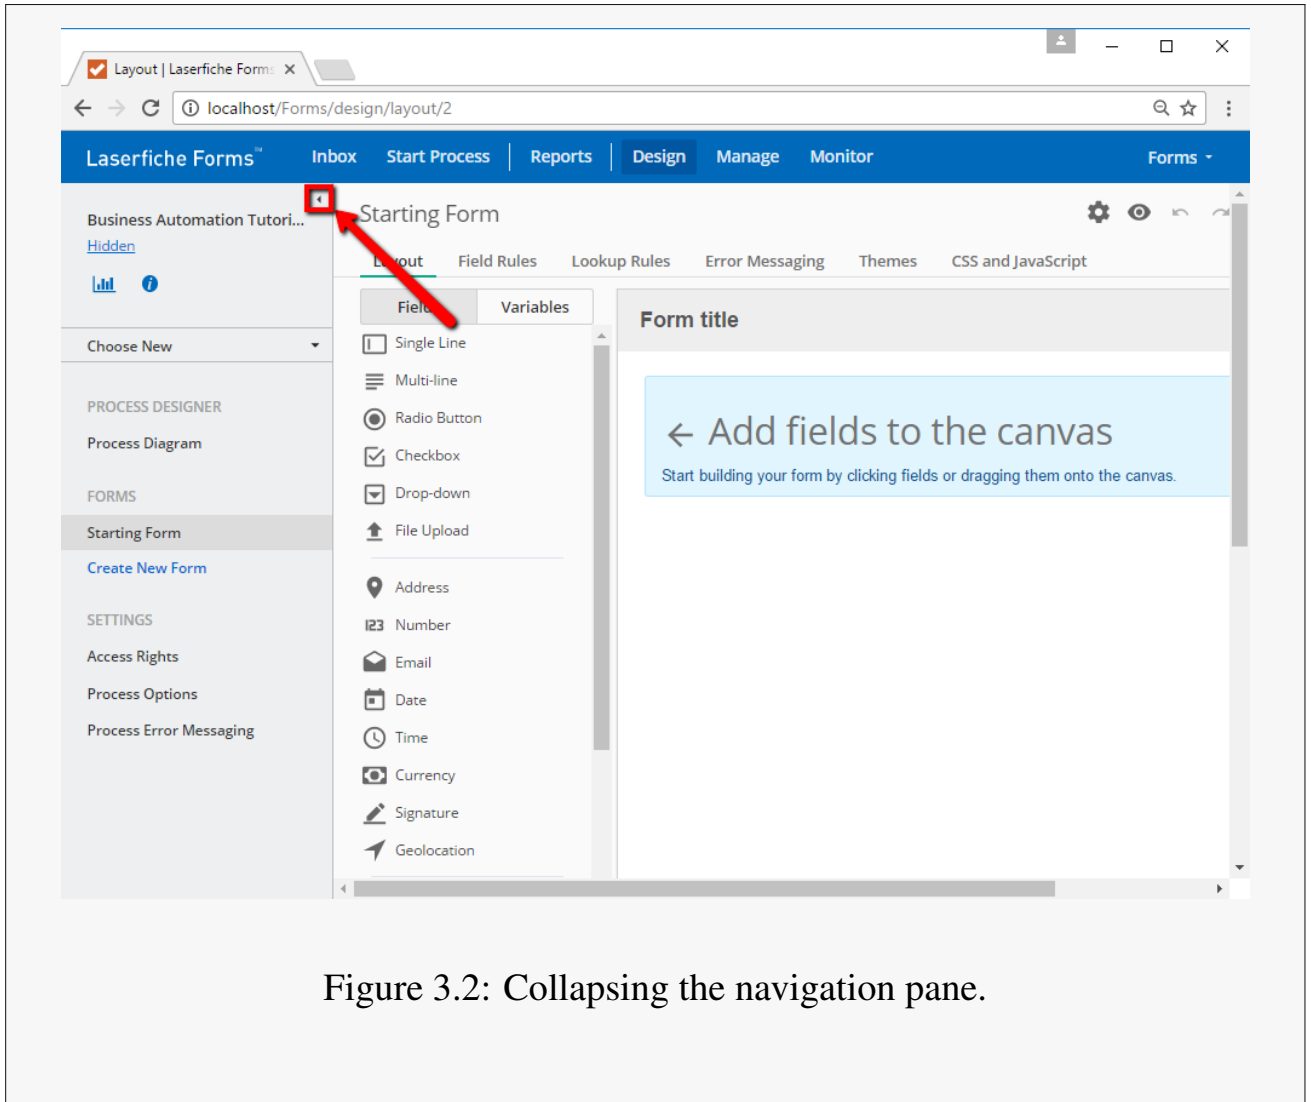 Layout | Laserfiche Forms
localhost/Forms/design/layout/2
Laserfiche Forms™ Inbox Start Process Reports Design Manage Monitor Forms
Business Automation Tutori...
Hidden
Choose New
PROCESS DESIGNER
Process Diagram
FORMS
Starting Form
Create New Form
SETTINGS
Access Rights
Process Options
Process Error Messaging
Starting Form
Layout Field Rules Lookup Rules Error Messaging Themes CSS and JavaScript
Fields Variables
Single Line
Multi-line
Radio Button
Checkbox
Drop-down
File Upload
Address
123 Number
Email
Date
Time
Currency
Signature
Geolocation
Form title
← Add fields to the canvas
Start building your form by clicking fields or dragging them onto the canvas.
Figure 3.2: Collapsing the navigation pane.